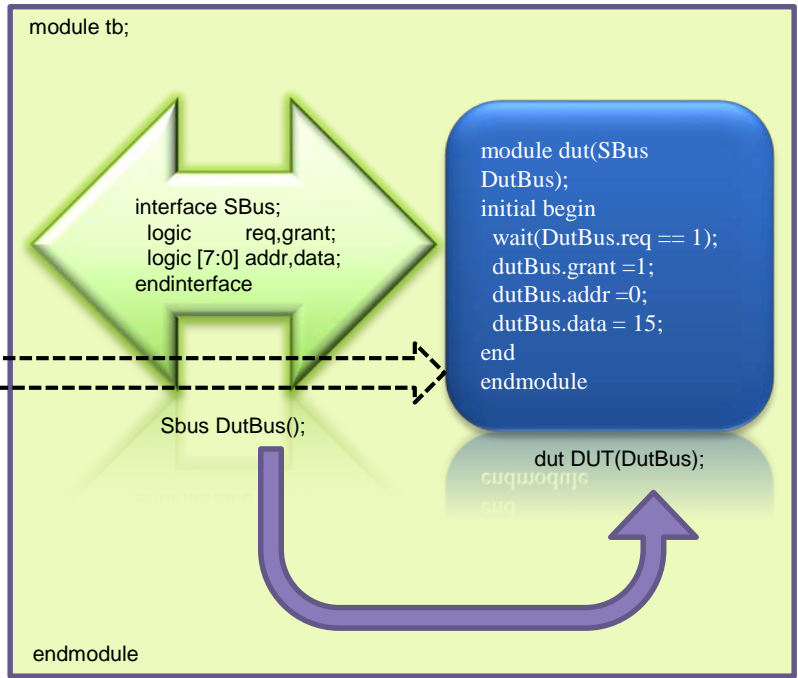 module tb;
interface SBus;
logic req,grant;
logic [7:0] addr,data;
endinterface
Sbus DutBus();
module dut(SBus
DutBus);
initial begin
wait(DutBus.req == 1);
dutBus.grant =1;
dutBus.addr =0;
dutBus.data = 15;
end
endmodule
dut DUT(DutBus);
endmodule